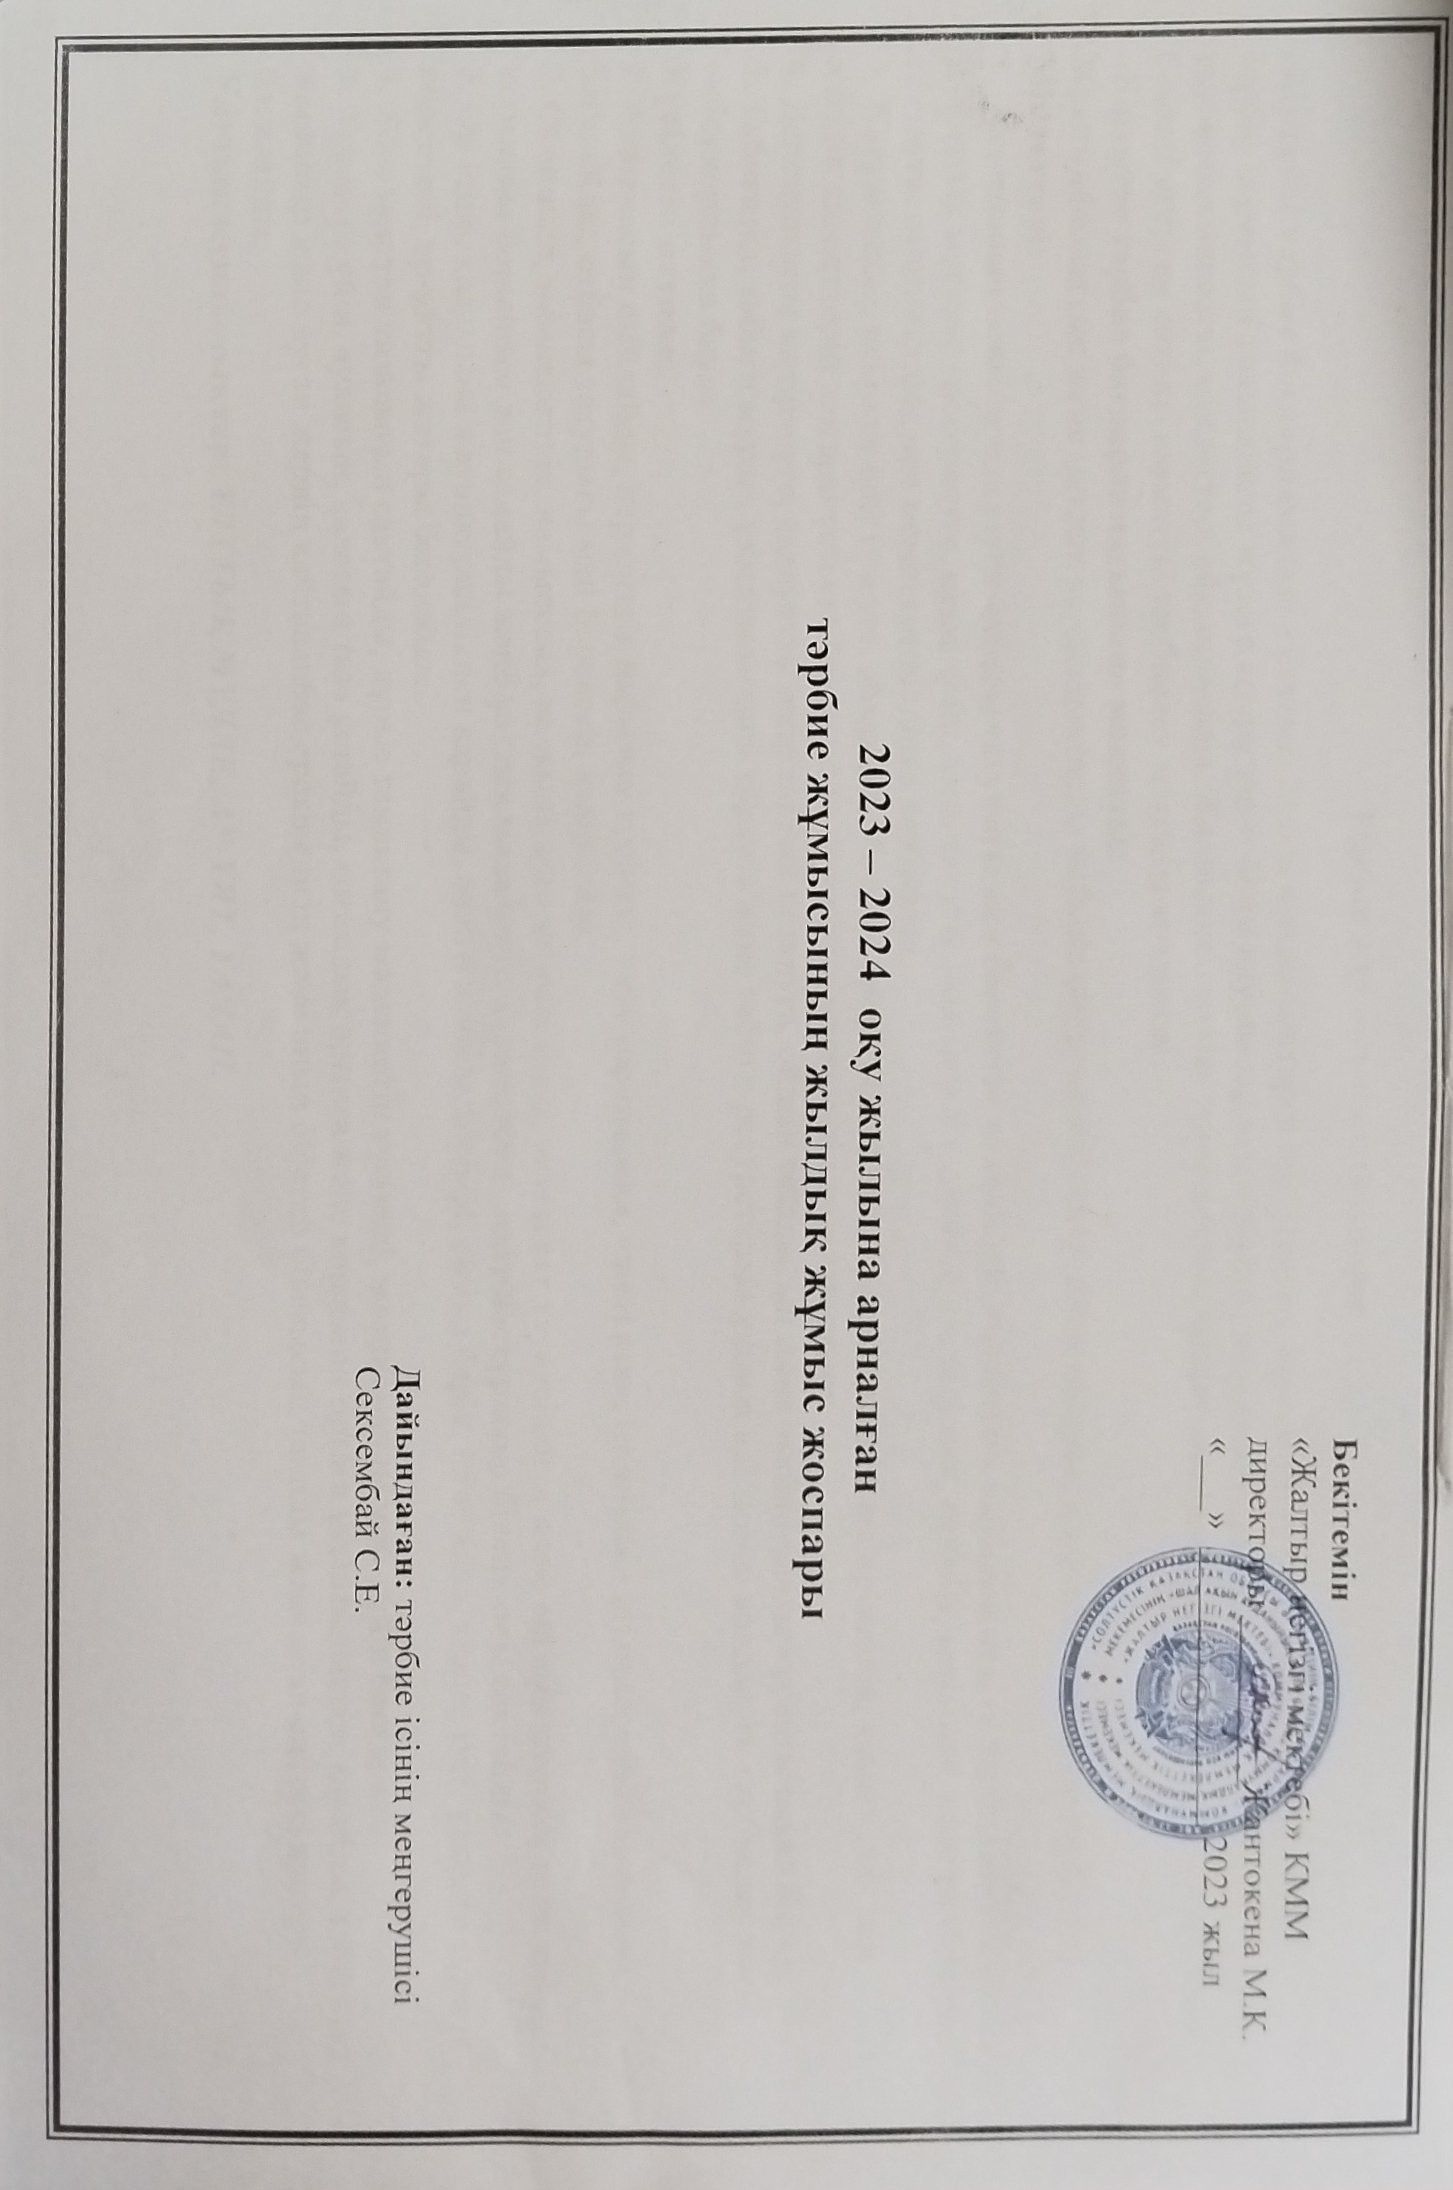 Бекітемін
«Жалтыр негізгі мектебі» КММ
директоры Жантокена М.К.
«___» 2023 жыл
2023 – 2024 оқу жылына арналған
тәрбие жұмысының жылдық жұмыс жоспары
Дайындаған: тәрбие ісінің меңгерушісі
Сексембай С.Е.